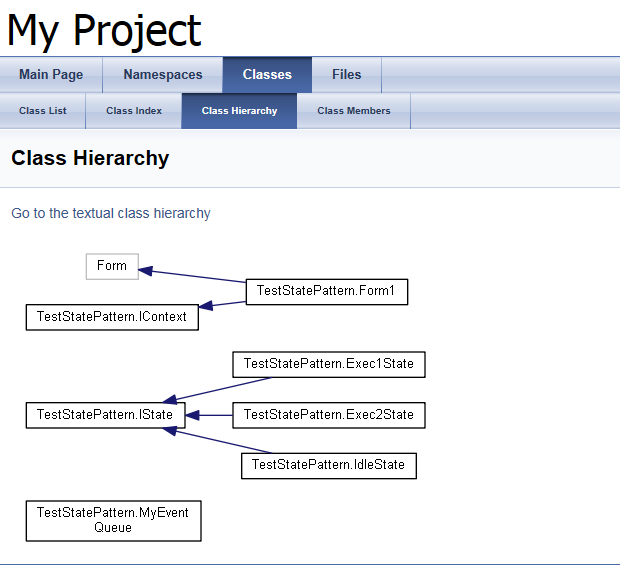 My Project
Main Page Namespaces Classes Files
Class List Class Index Class Hierarchy Class Members
Class Hierarchy
Go to the textual class hierarchy
Form
TestStatePattern.Form1
TestStatePattern.IContext
TestStatePattern.Exec1State
TestStatePattern.IState
TestStatePattern.Exec2State
TestStatePattern.IdleState
TestStatePattern.MyEvent
Queue